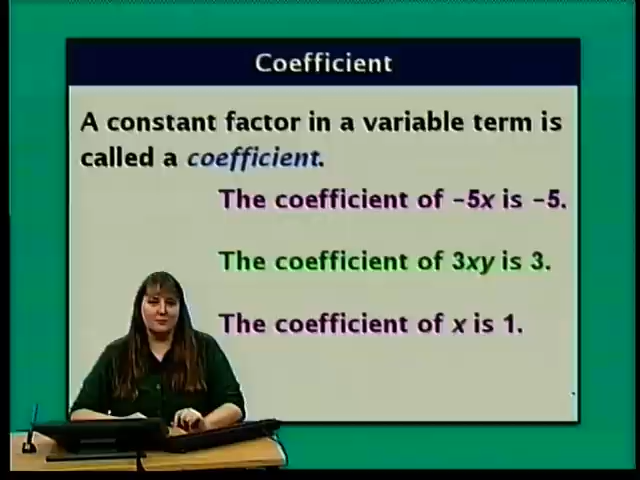 Coefficient
A constant factor in a variable term is
called a coefficient.
The coefficient of −5x is −5.
The coefficient of 3xy is 3.
The coefficient of x is 1.